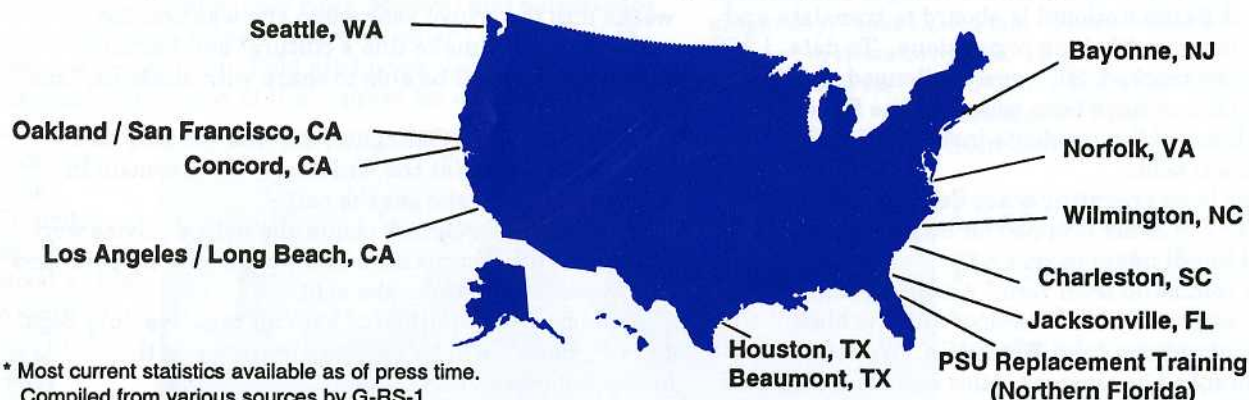 Seattle, WA
Oakland / San Francisco, CA
Concord, CA
Los Angeles / Long Beach, CA
Bayonne, NJ
Norfolk, VA
Wilmington, NC
Charleston, SC
Jacksonville, FL
PSU Replacement Training
(Northern Florida)
Houston, TX
Beaumont, TX
* Most current statistics available as of press time.
Compiled from various sources by G-RS-1